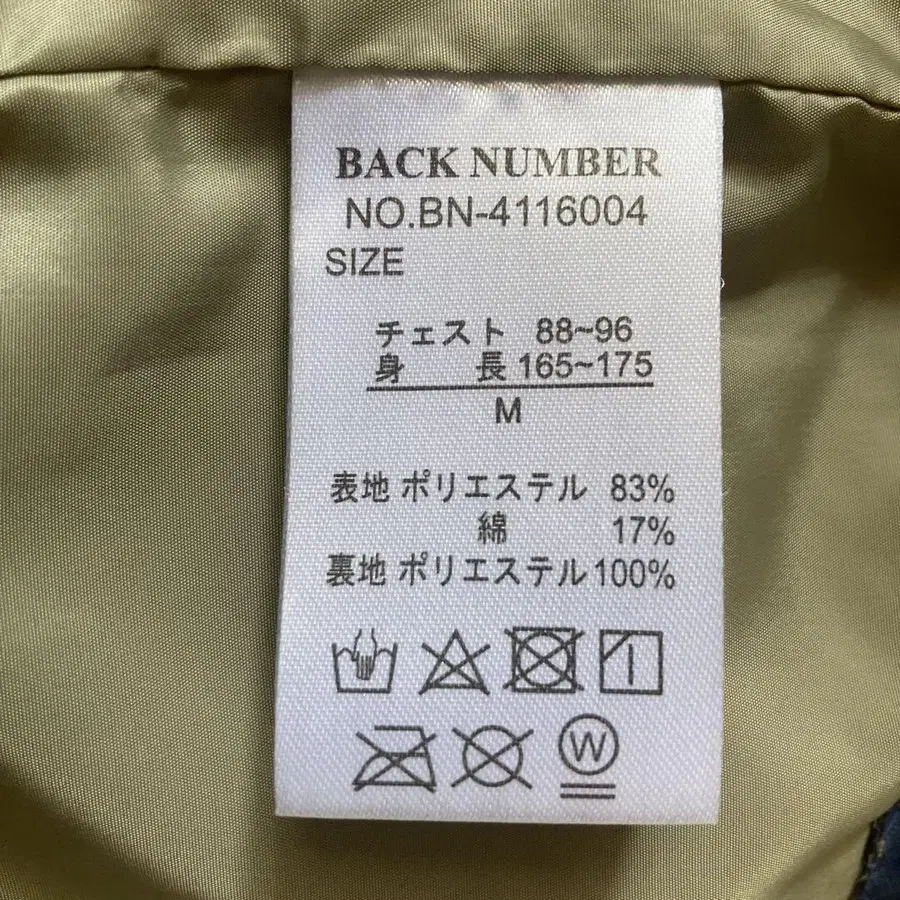 BACK NUMBER
NO.BN-4116004
SIZE
チェスト 88~96
身 長 165~175
M
表地 ポリエステル 83%
綿 17%
裏地 ポリエステル 100%
W